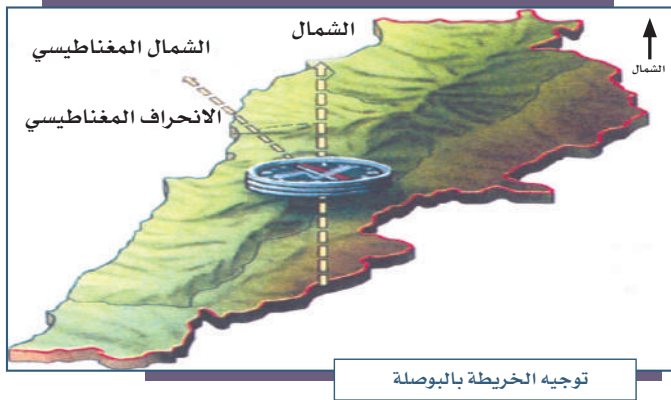 الشمال
الشمال
الشمال المغناطيسي
الانحراف المغناطيسي
توجيه الخريطة بالبوصلة